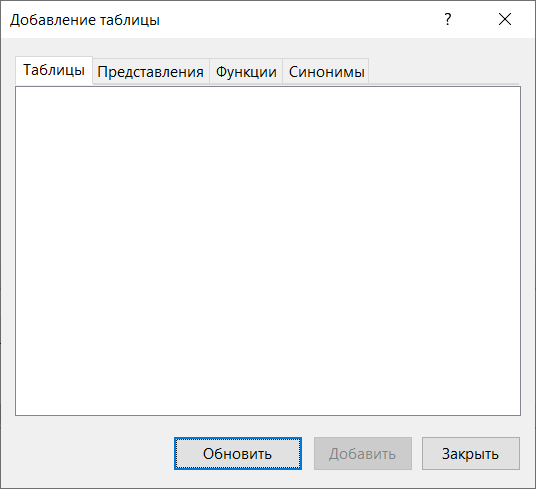 Добавление таблицы ?
Таблицы Представления Функции Синонимы
Обновить Добавить Закрыть